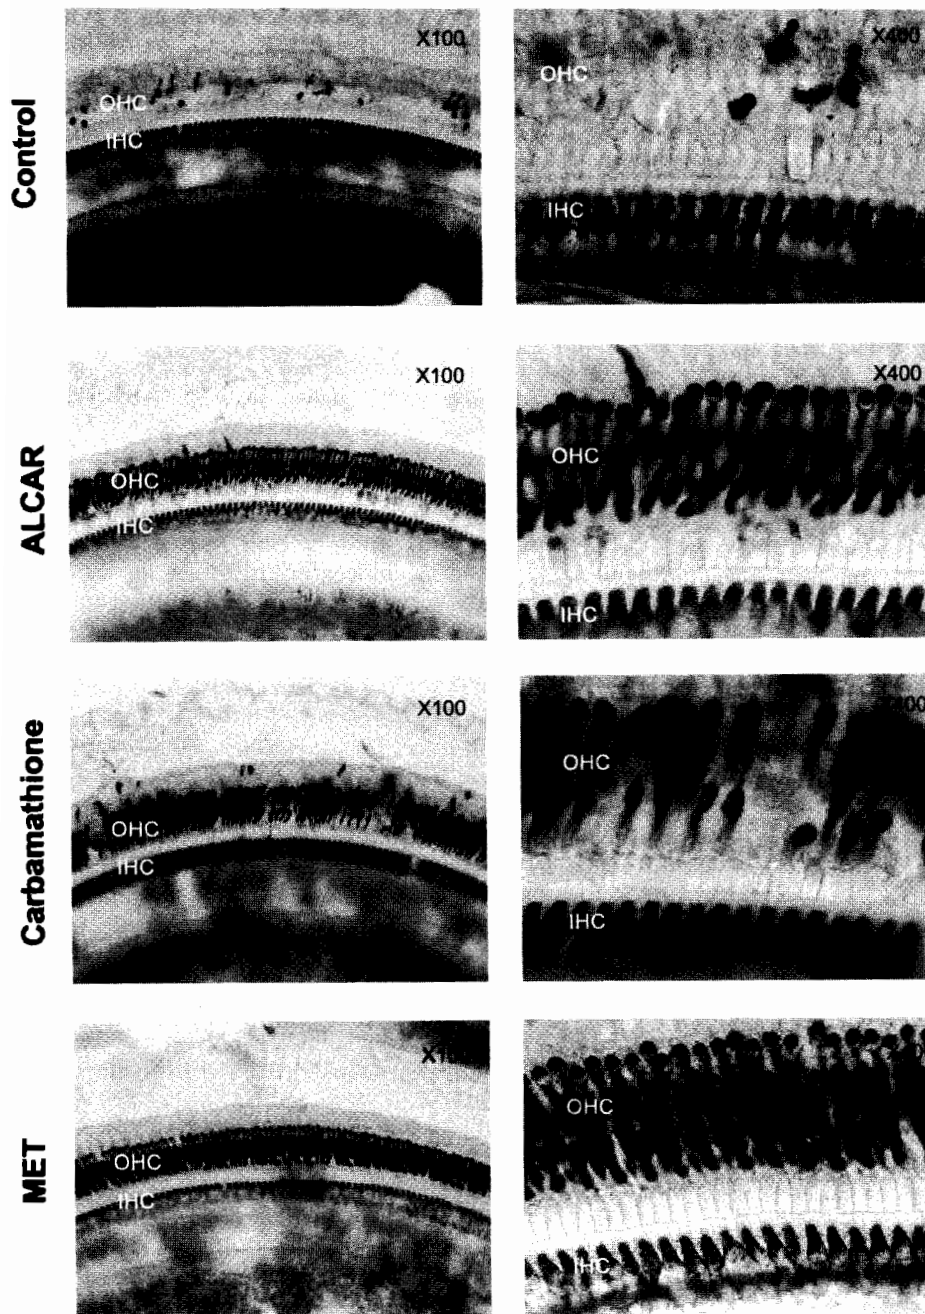 Control
X100
OHC
IHC
X400
OHC
IHC
ALCAR
X100
OHC
IHC
X400
OHC
IHC
Carbamathione
X100
OHC
IHC
OHC
IHC
MET
OHC
IHC
OHC
IHC